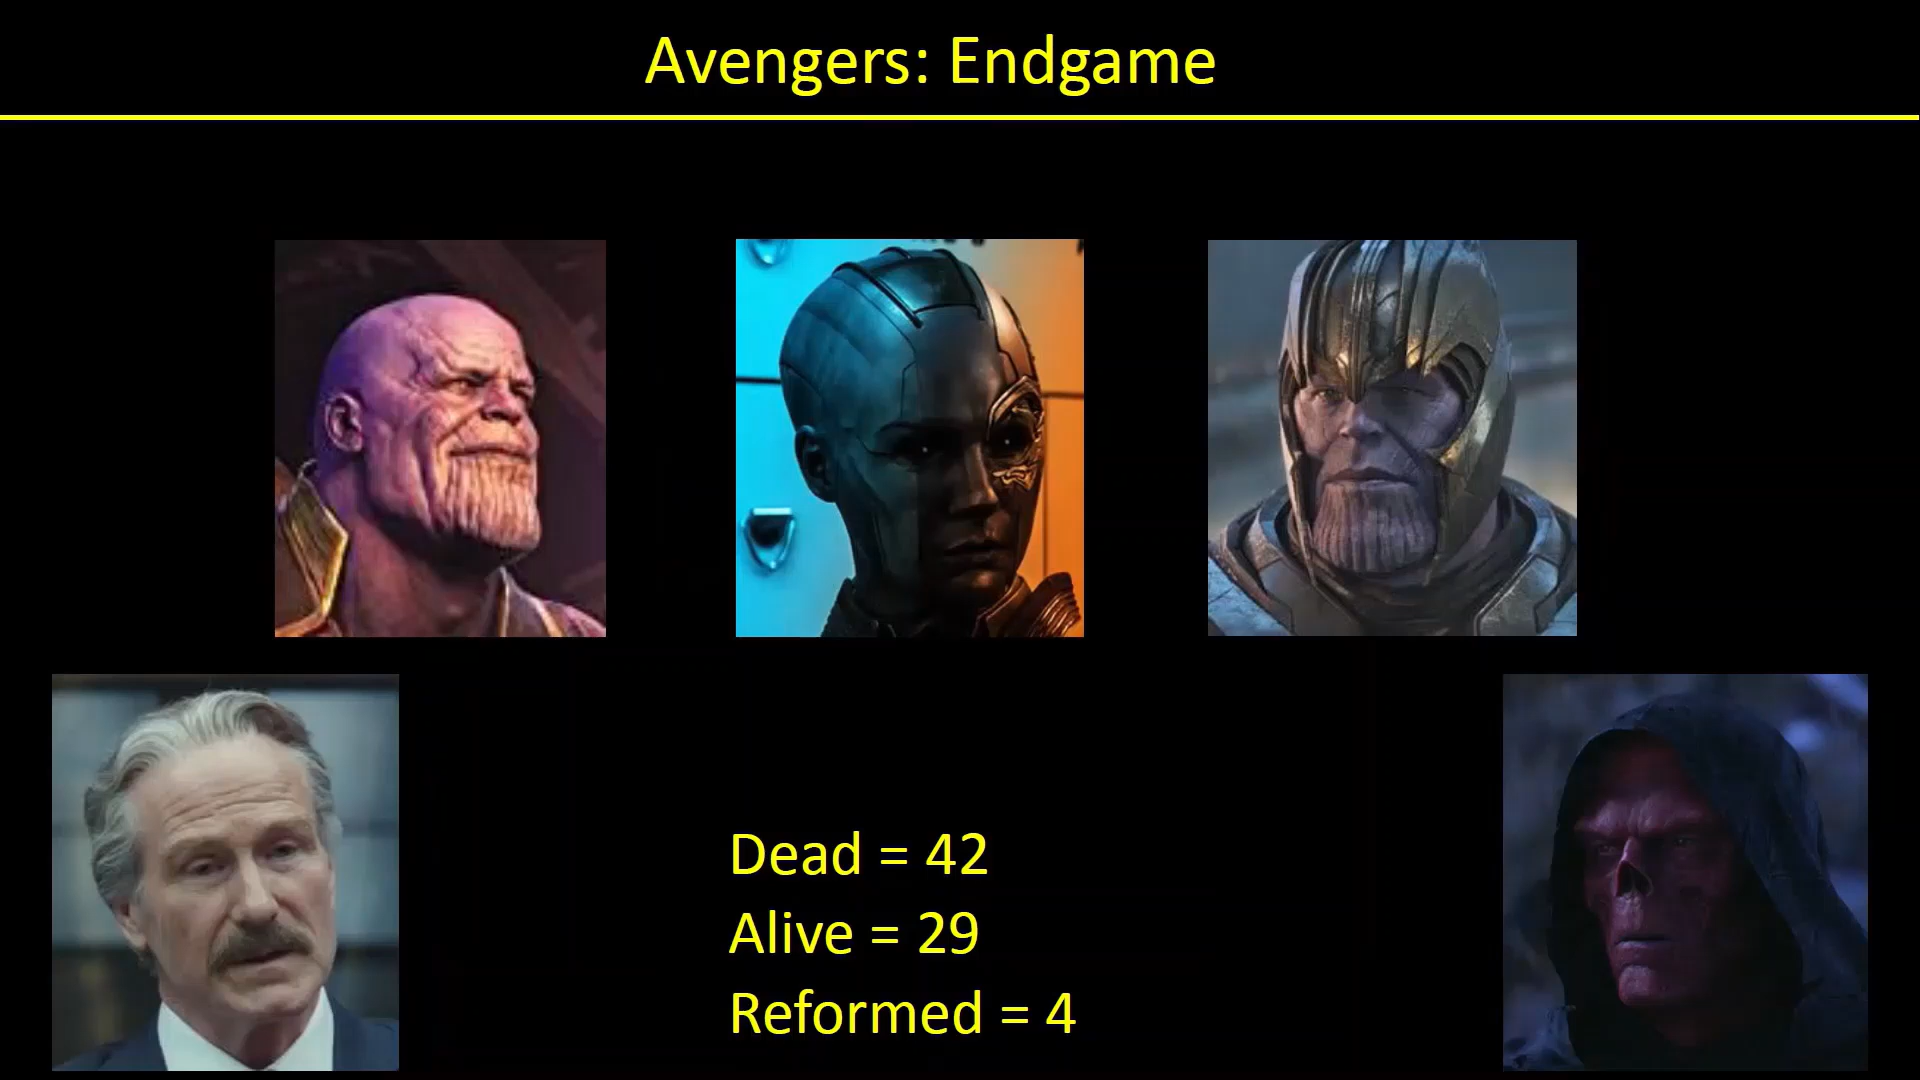 Avengers: Endgame
Dead = 42
Alive = 29
Reformed = 4